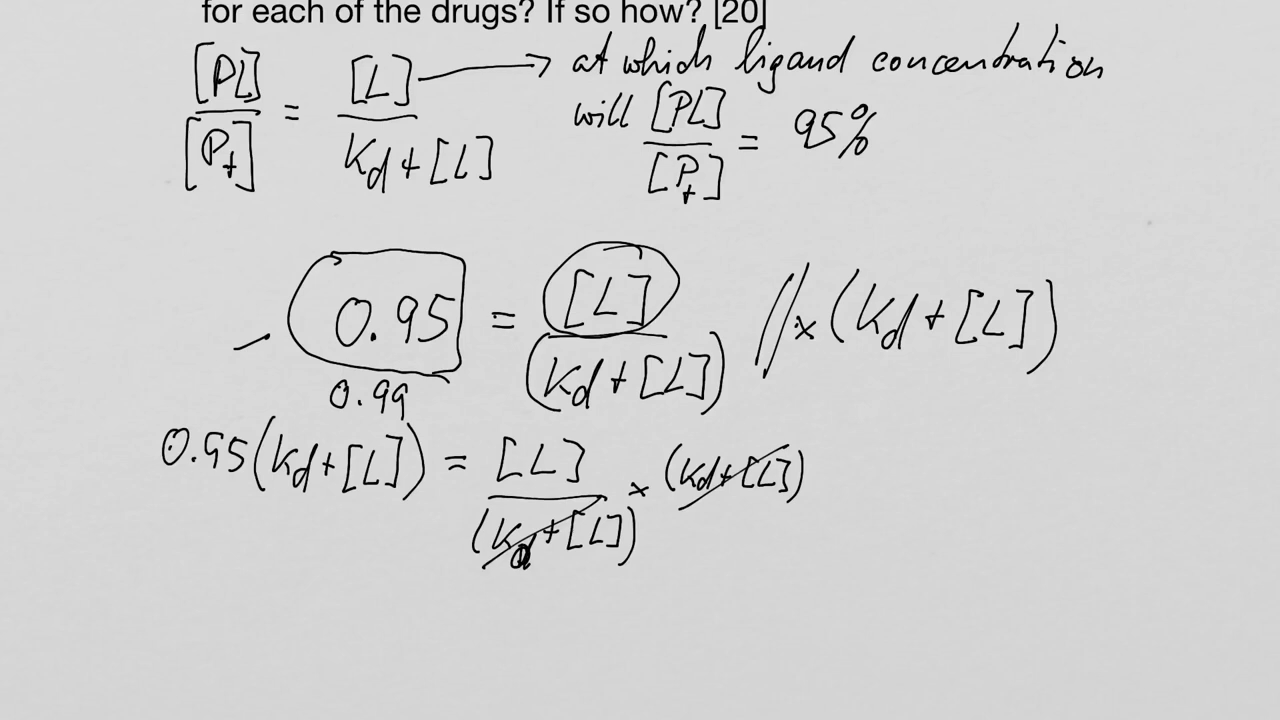 for each of the drugs? If so how? [20]
[PL] / [Pt] = [L] / Kd + [L] → at which ligand concentration
will [PL] / [Pt] = 95%
0.95 = [L] / (Kd + [L]) // × (Kd + [L])
0.99
0.95 (Kd + [L]) = [L] / (Kd + [L]) × (Kd + [L])